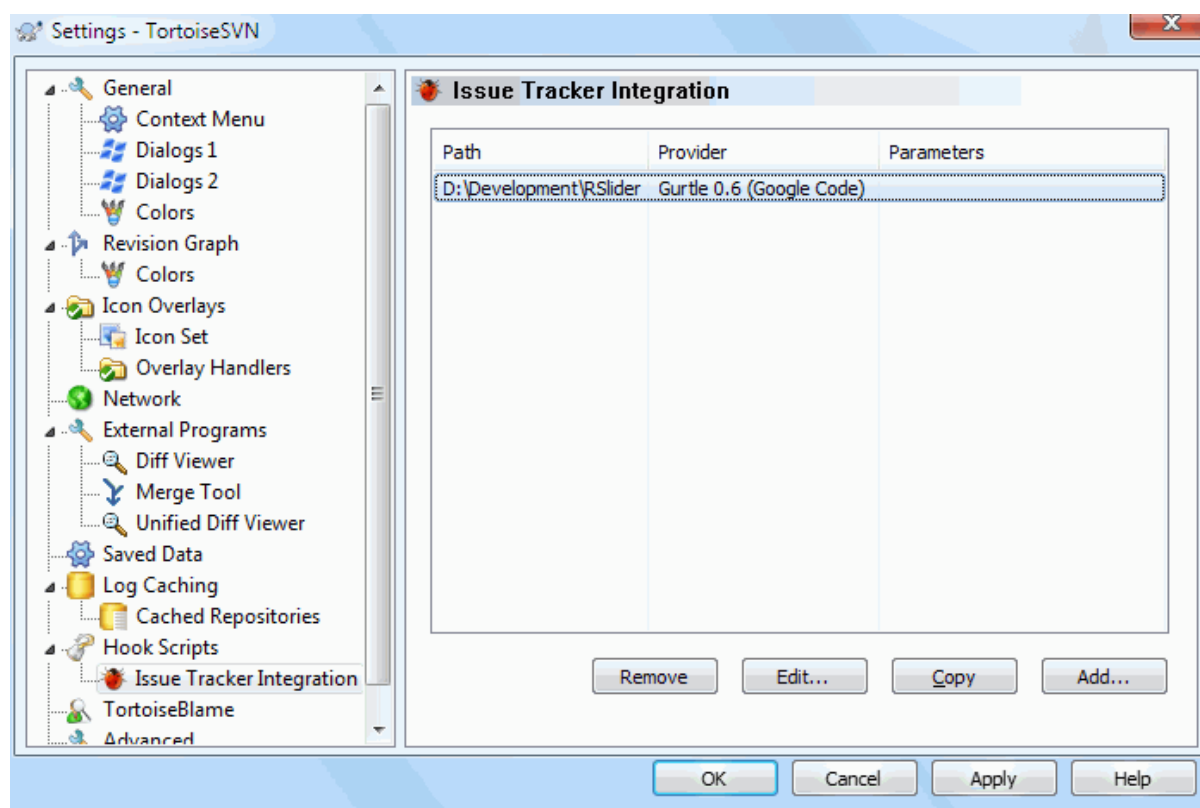 Settings - TortoiseSVN
General
Context Menu
Dialogs 1
Dialogs 2
Colors
Revision Graph
Colors
Icon Overlays
Icon Set
Overlay Handlers
Network
External Programs
Diff Viewer
Merge Tool
Unified Diff Viewer
Saved Data
Log Caching
Cached Repositories
Hook Scripts
Issue Tracker Integration
TortoiseBlame
Advanced
Issue Tracker Integration
Path Provider Parameters
D:\Development\RSlider Gurtle 0.6 (Google Code)
Remove Edit... Copy Add...
OK Cancel Apply Help